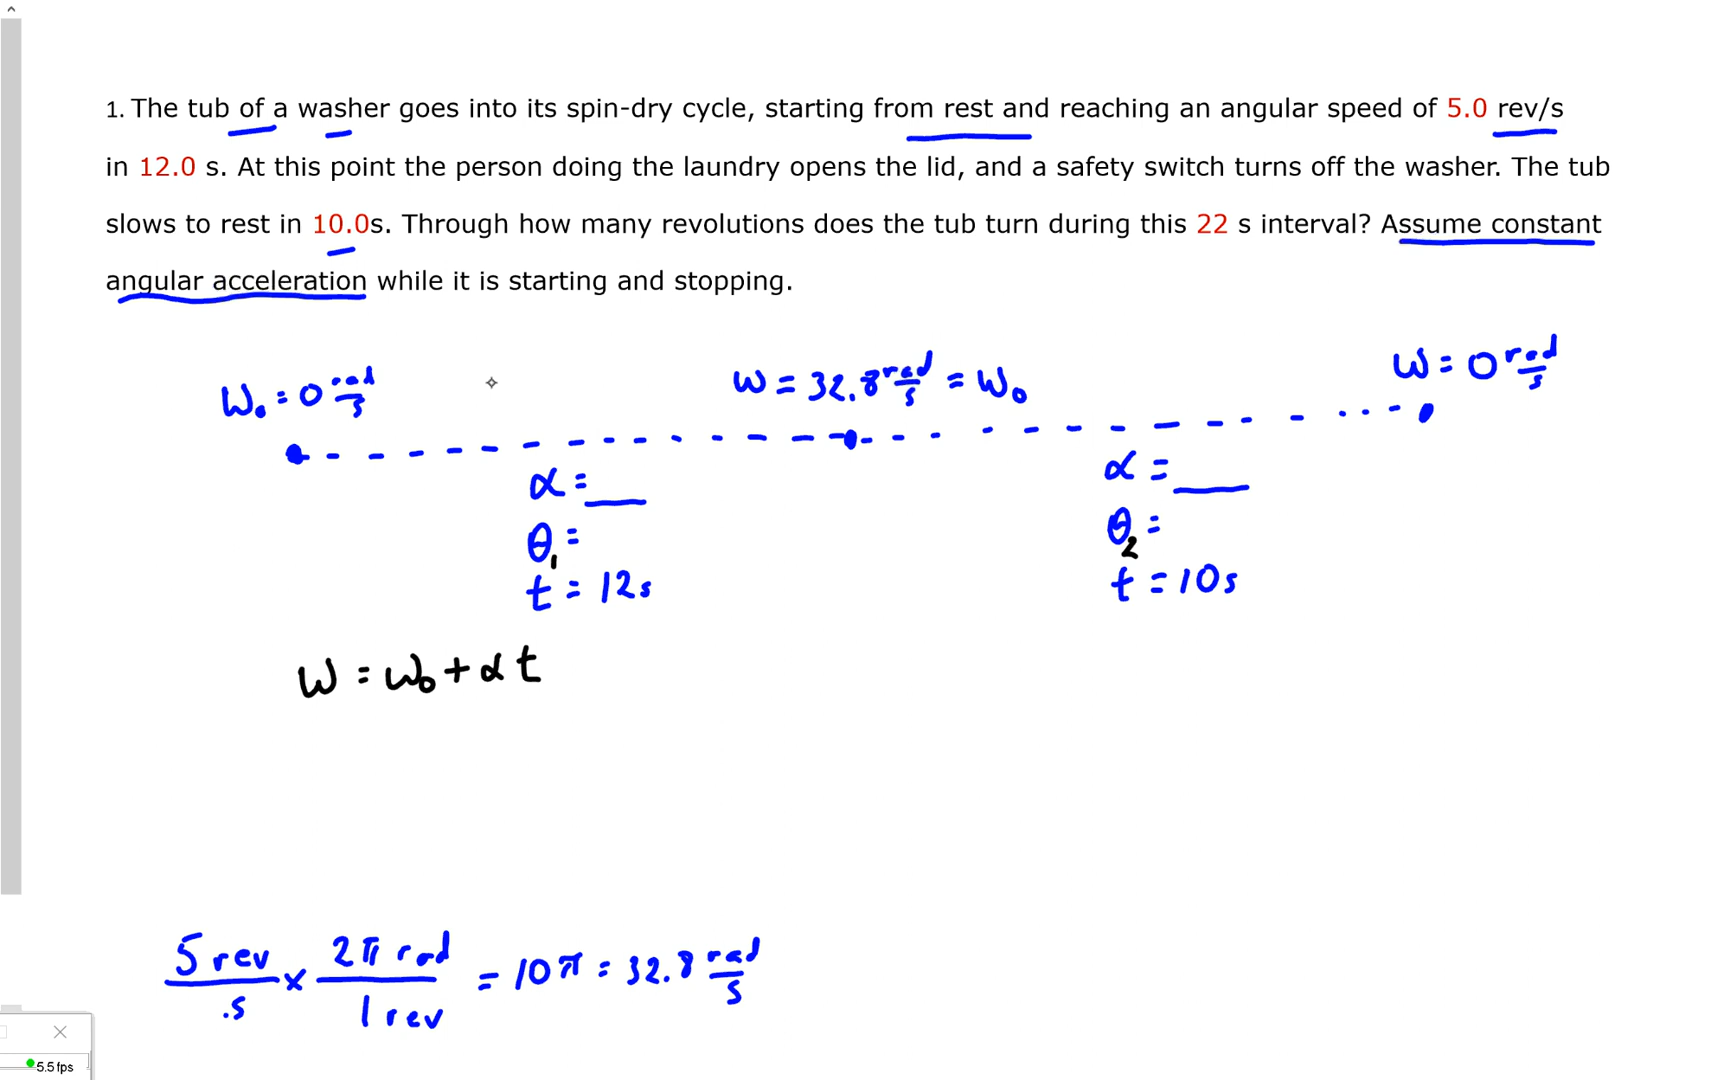 1. The tub of a washer goes into its spin-dry cycle, starting from rest and reaching an angular speed of 5.0 rev/s
in 12.0 s. At this point the person doing the laundry opens the lid, and a safety switch turns off the washer. The tub
slows to rest in 10.0s. Through how many revolutions does the tub turn during this 22 s interval? Assume constant
angular acceleration while it is starting and stopping.
ω₀ = 0 rad/s
ω = 32.8 rad/s = ω₀
ω = 0 rad/s
α = ___
θ₁ =
t = 12s
α = ___
θ₂ =
t = 10s
ω = ω₀ + αt
5 rev/s × 2π rad/1 rev = 10π = 32.8 rad/s
5.5 fps